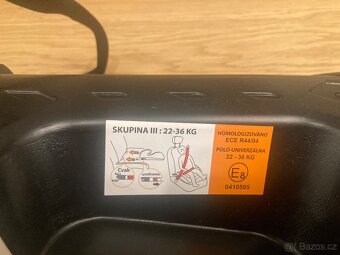 SKUPINA III : 22-36 KG
Cvak
uvolněno
HOMOLOGIZOVÁNO
ECE R44/04
POLO-UNIVERZÁLNA
22 - 36 KG
E8
0410595
bazos.cz